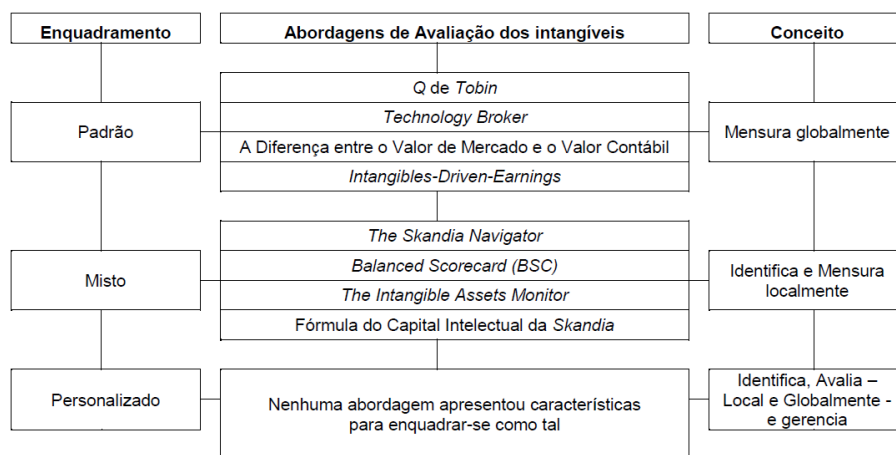 Enquadramento
Abordagens de Avaliação dos intangíveis
Conceito
Padrão
Q de Tobin
Technology Broker
A Diferença entre o Valor de Mercado e o Valor Contábil
Intangibles-Driven-Earnings
Mensura globalmente
Misto
The Skandia Navigator
Balanced Scorecard (BSC)
The Intangible Assets Monitor
Fórmula do Capital Intelectual da Skandia
Identifica e Mensura
localmente
Personalizado
Nenhuma abordagem apresentou características
para enquadrar-se como tal
Identifica, Avalia –
Local e Globalmente -
e gerencia